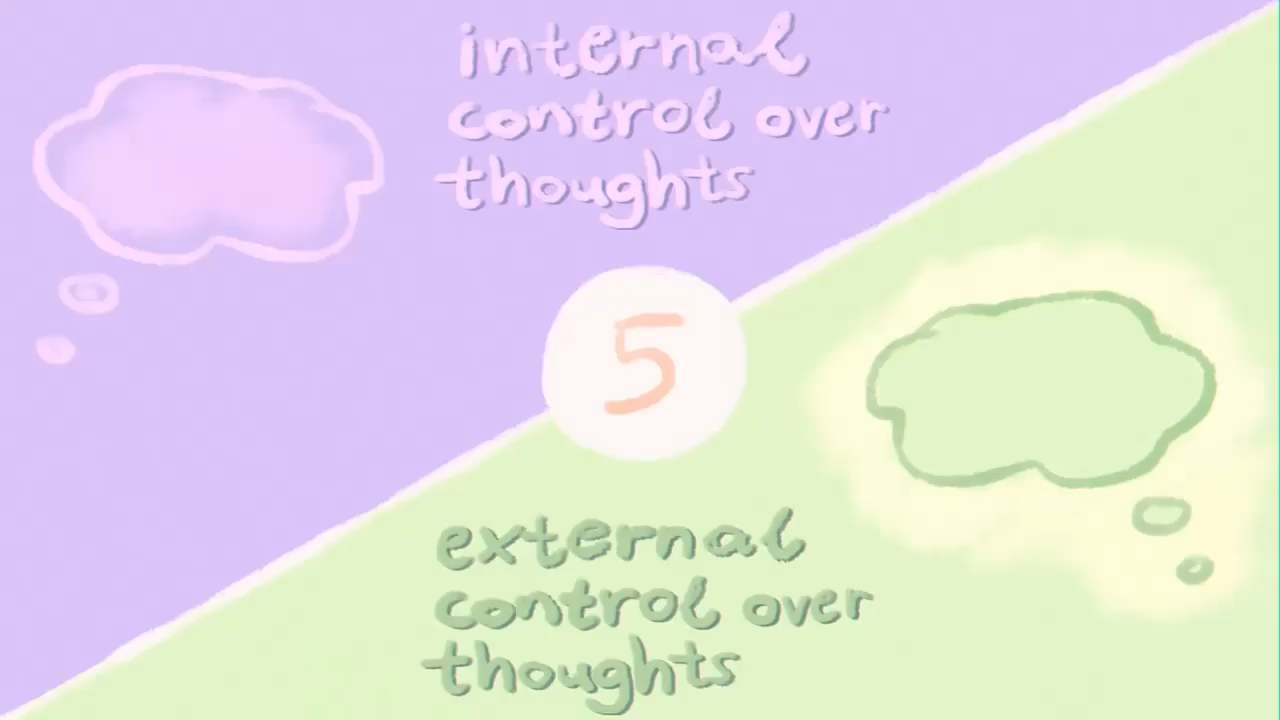 internal
control over
thoughts
5
external
control over
thoughts